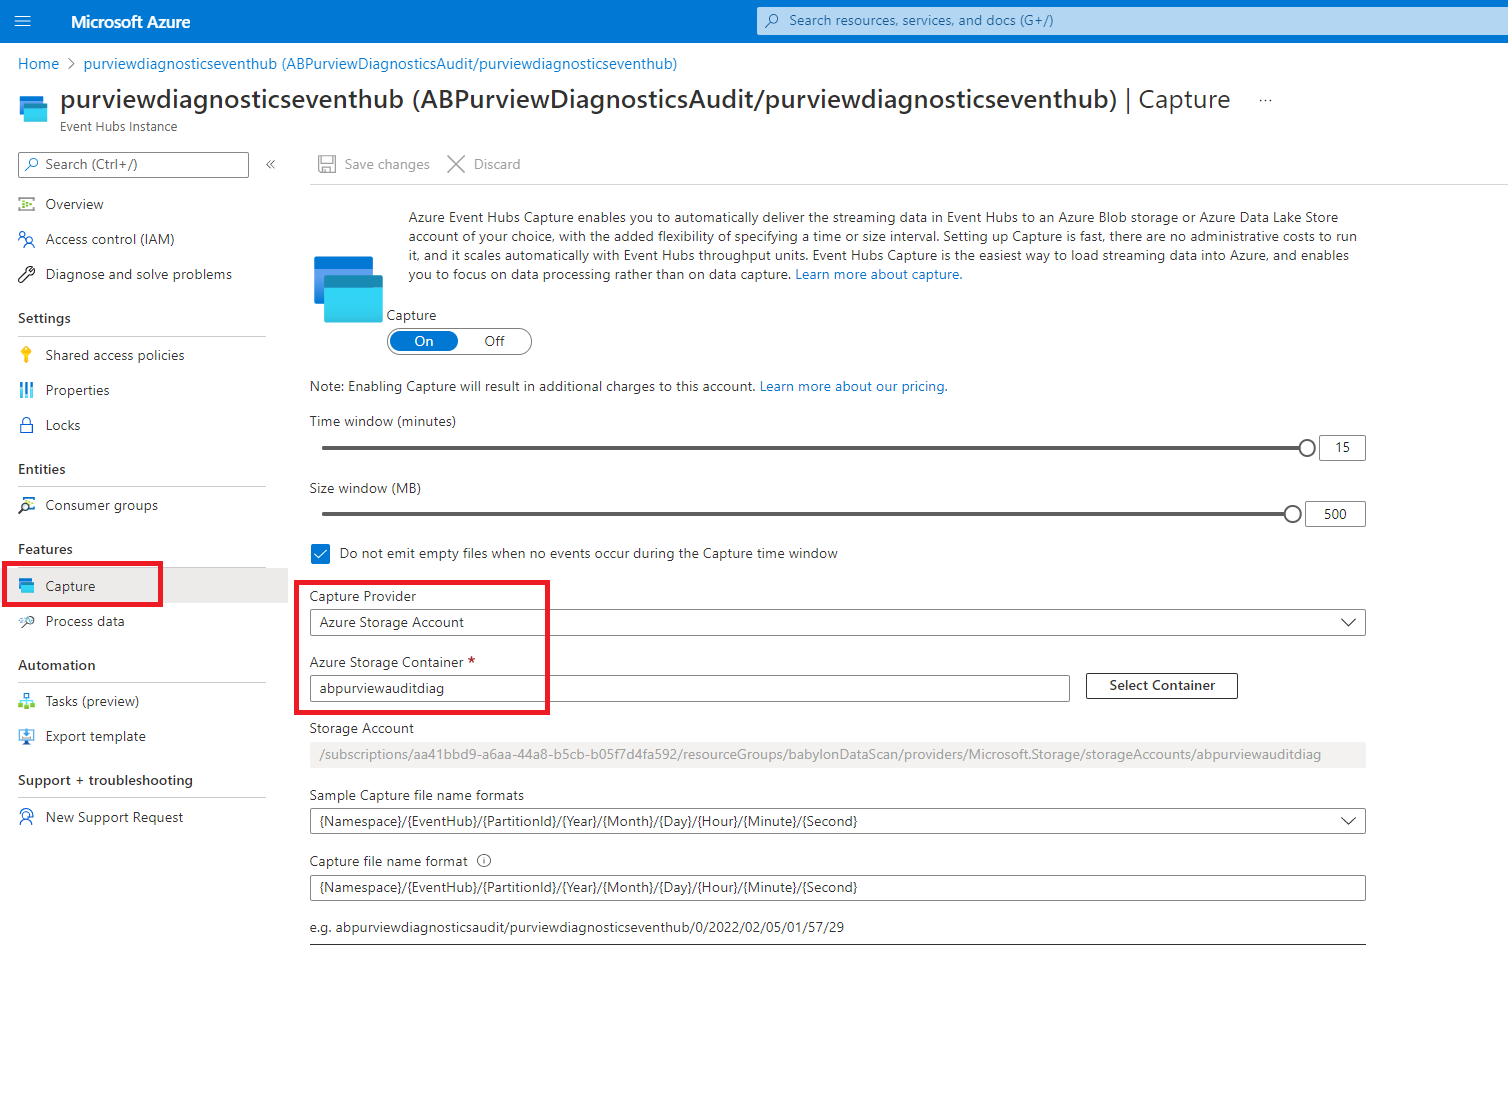 Microsoft Azure
Search resources, services, and docs (G+/)
Home > purviewdiagnosticseventhub (ABPurviewDiagnosticsAudit/purviewdiagnosticseventhub)
purviewdiagnosticseventhub (ABPurviewDiagnosticsAudit/purviewdiagnosticseventhub) | Capture ...
Event Hubs Instance
Search (Ctrl+/)
«
Overview
Access control (IAM)
Diagnose and solve problems
Settings
Shared access policies
Properties
Locks
Entities
Consumer groups
Features
Capture
Process data
Automation
Tasks (preview)
Export template
Support + troubleshooting
New Support Request
Save changes
Discard
Azure Event Hubs Capture enables you to automatically deliver the streaming data in Event Hubs to an Azure Blob storage or Azure Data Lake Store
account of your choice, with the added flexibility of specifying a time or size interval. Setting up Capture is fast, there are no administrative costs to run
it, and it scales automatically with Event Hubs throughput units. Event Hubs Capture is the easiest way to load streaming data into Azure, and enables
you to focus on data processing rather than on data capture. Learn more about capture.
Capture
On Off
Note: Enabling Capture will result in additional charges to this account. Learn more about our pricing.
Time window (minutes)
15
Size window (MB)
500
Do not emit empty files when no events occur during the Capture time window
Capture Provider
Azure Storage Account
Azure Storage Container *
abpurviewauditdiag
Select Container
Storage Account
/subscriptions/aa41bbd9-a6aa-44a8-b5cb-b05f7d4fa592/resourceGroups/babylonDataScan/providers/Microsoft.Storage/storageAccounts/abpurviewauditdiag
Sample Capture file name formats
{Namespace}/{EventHub}/{PartitionId}/{Year}/{Month}/{Day}/{Hour}/{Minute}/{Second}
Capture file name format
{Namespace}/{EventHub}/{PartitionId}/{Year}/{Month}/{Day}/{Hour}/{Minute}/{Second}
e.g. abpurviewdiagnosticsaudit/purviewdiagnosticseventhub/0/2022/02/05/01/57/29